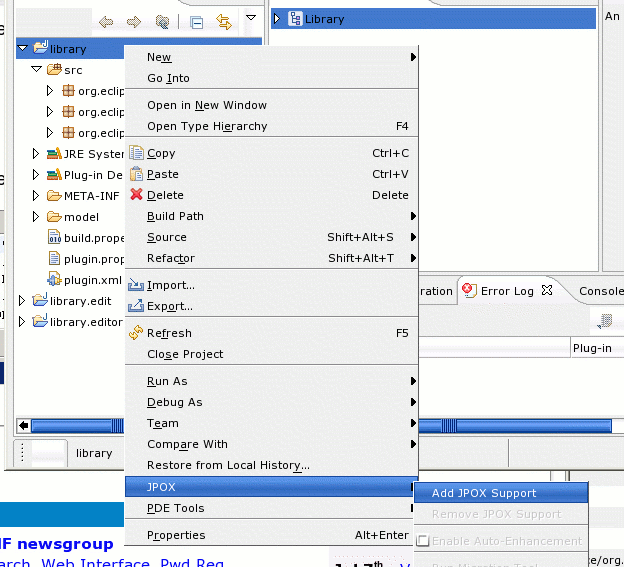 Library
An
library
src
org.eclip
org.eclip
org.eclip
JRE System
Plug-in De
META-INF
model
build.prope
plugin.prop
plugin.xml
library.edit
library.editor
New
Go Into
Open in New Window
Open Type Hierarchy F4
Copy Ctrl+C
Paste Ctrl+V
Delete Delete
Build Path
Source Shift+Alt+S
Refactor Shift+Alt+T
Import...
Export...
Refresh F5
Close Project
Run As
Debug As
Team
Compare With
Restore from Local History...
JPOX
PDE Tools
Properties Alt+Enter
Add JPOX Support
Remove JPOX Support
Enable Auto-Enhancement
Run Migration Tool
ration Error Log Console
Plug-in
library
MF newsgroup
arch, Web Interface, Pwd Req
e/org.